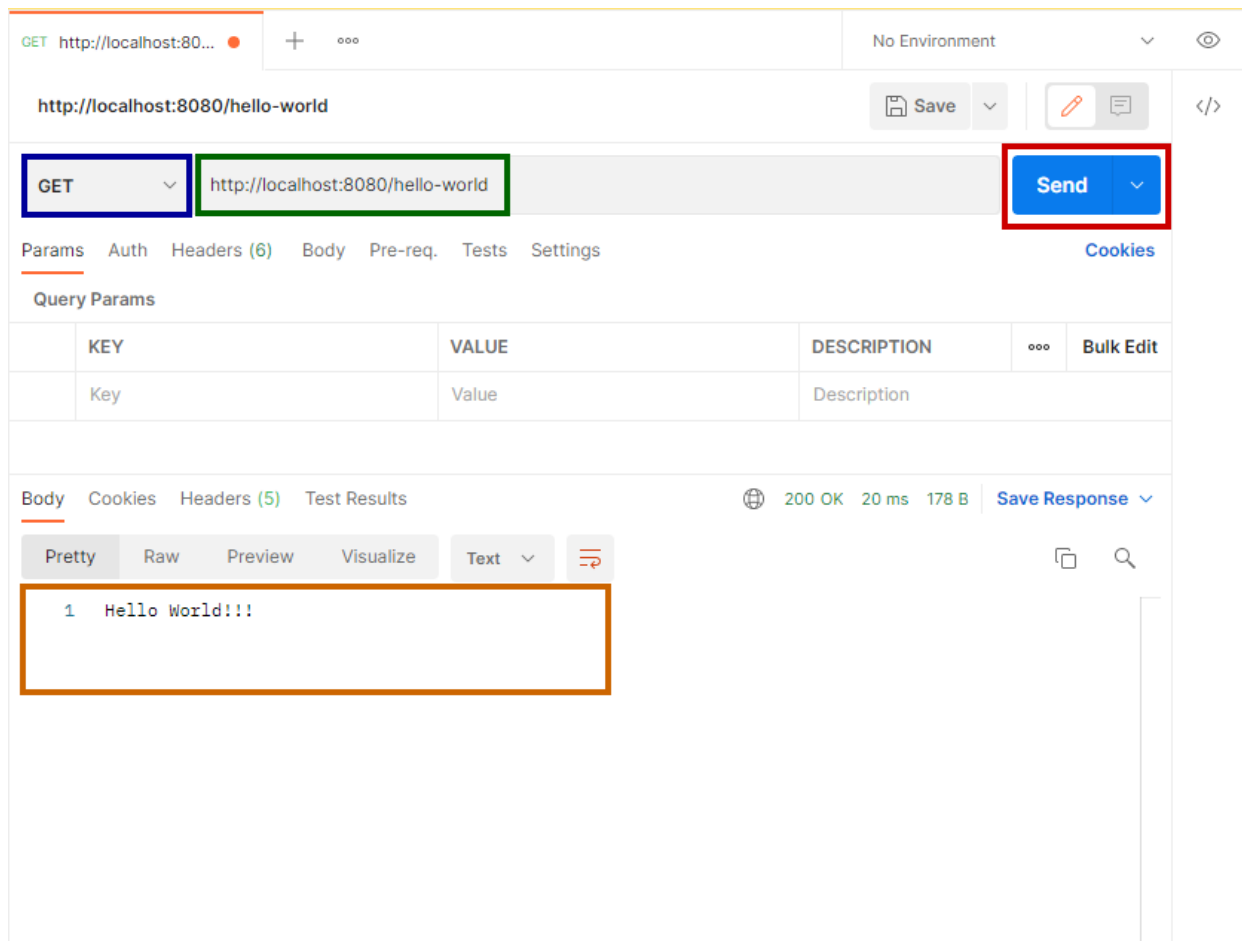 GET http://localhost:80... No Environment
http://localhost:8080/hello-world Save </>
GET http://localhost:8080/hello-world Send
Params Auth Headers (6) Body Pre-req. Tests Settings Cookies
Query Params
KEY VALUE DESCRIPTION Bulk Edit
Key Value Description
Body Cookies Headers (5) Test Results 200 OK 20 ms 178 B Save Response
Pretty Raw Preview Visualize Text
1 Hello World!!!